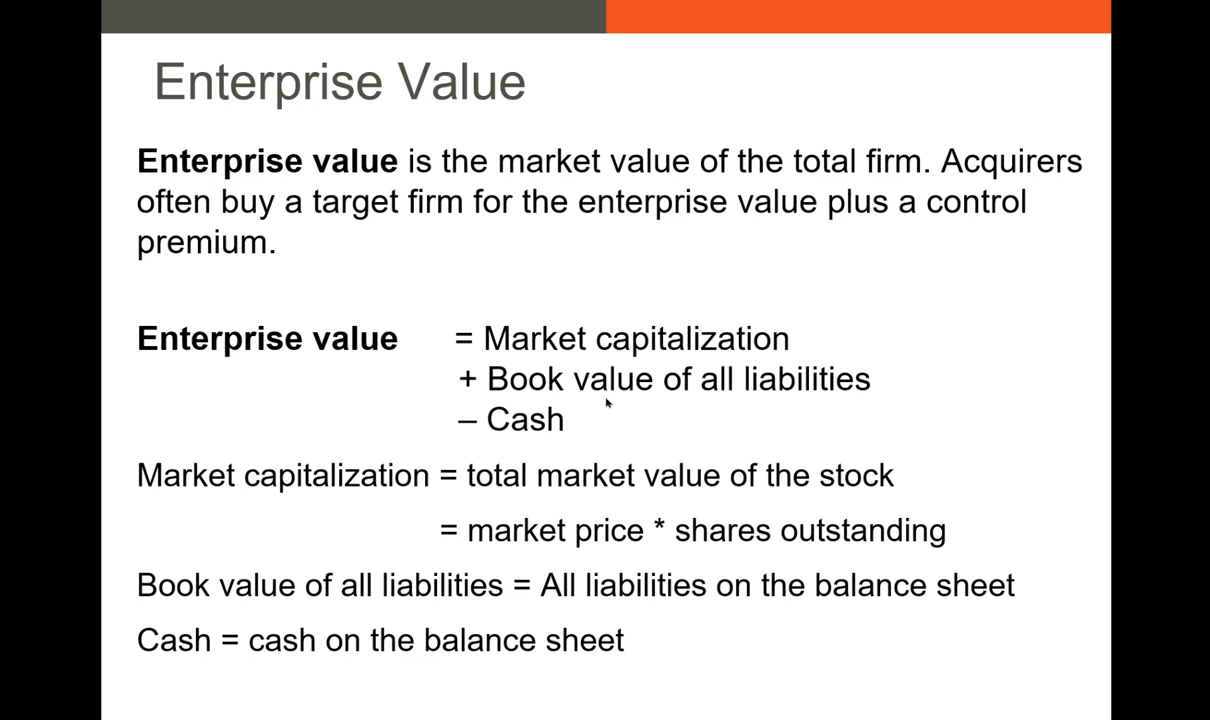 Enterprise Value
Enterprise value is the market value of the total firm. Acquirers
often buy a target firm for the enterprise value plus a control
premium.
Enterprise value = Market capitalization
+ Book value of all liabilities
– Cash
Market capitalization = total market value of the stock
= market price * shares outstanding
Book value of all liabilities = All liabilities on the balance sheet
Cash = cash on the balance sheet